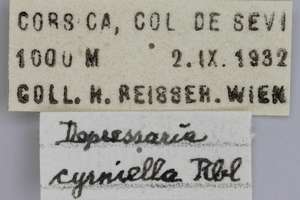 CORSICA, COL DE SEVI
1000 M 2.IX.1932
COLL. H. REISSER. WIEN
Depressaria
cyrniella Rbl